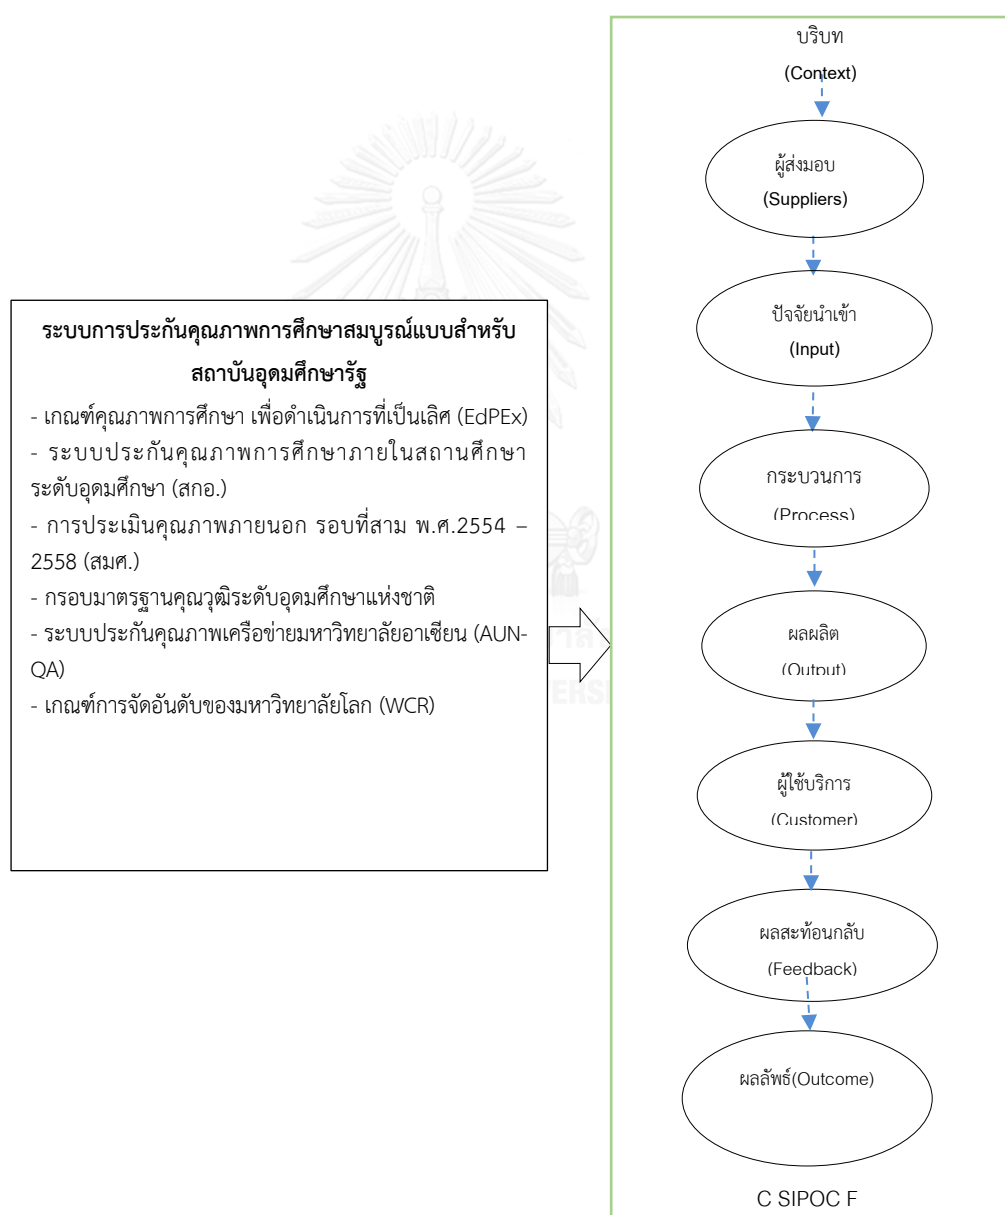 ระบบการประกันคุณภาพการศึกษาสมบูรณ์แบบสำหรับ
สถาบันอุดมศึกษารัฐ
- เกณฑ์คุณภาพการศึกษา เพื่อดำเนินการที่เป็นเลิศ (EdPEx)
- ระบบประกันคุณภาพการศึกษาภายในสถานศึกษา
ระดับอุดมศึกษา (สกอ.)
- การประเมินคุณภาพภายนอก รอบที่สาม พ.ศ.2554 –
2558 (สมศ.)
- กรอบมาตรฐานคุณวุฒิระดับอุดมศึกษาแห่งชาติ
- ระบบประกันคุณภาพเครือข่ายมหาวิทยาลัยอาเซียน (AUN-
QA)
- เกณฑ์การจัดอันดับของมหาวิทยาลัยโลก (WCR)
บริบท
(Context)
ผู้ส่งมอบ
(Suppliers)
ปัจจัยนำเข้า
(Input)
กระบวนการ
(Process)
ผลผลิต
(Output)
ผู้ใช้บริการ
(Customer)
ผลสะท้อนกลับ
(Feedback)
ผลลัพธ์(Outcome)
C SIPOC F